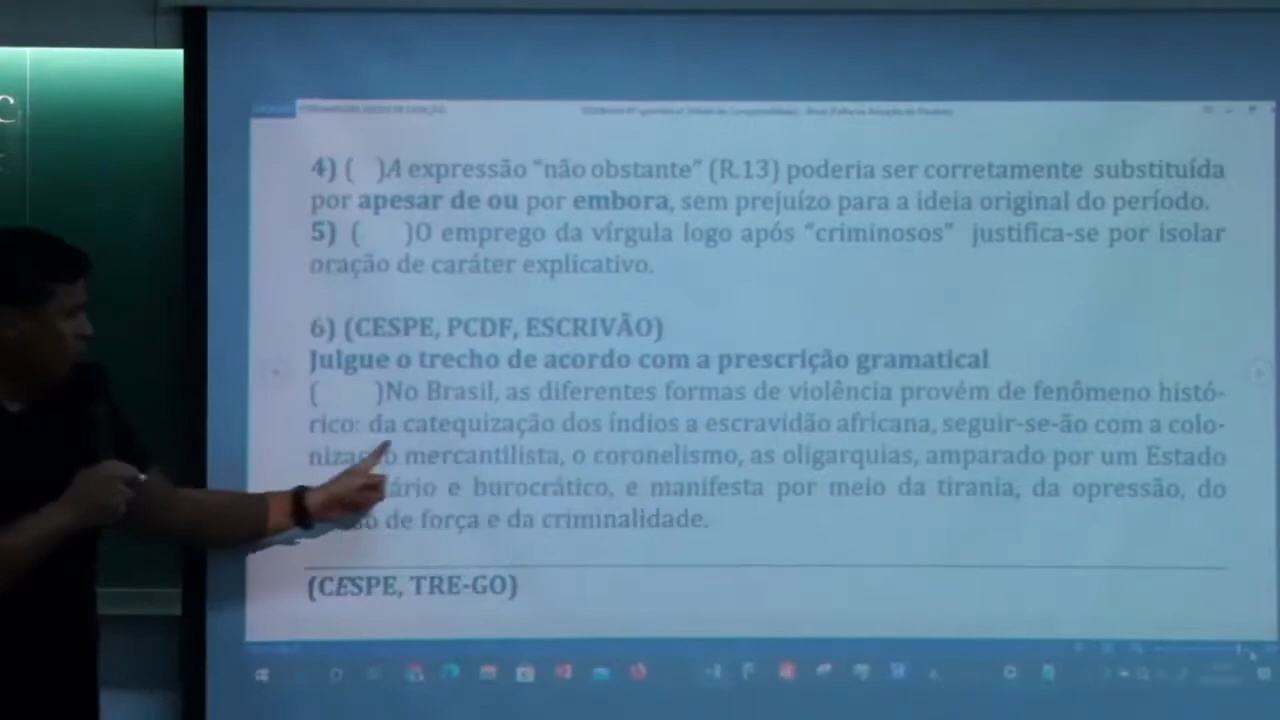 4) ( )A expressão “não obstante” (R.13) poderia ser corretamente substituída
por apesar de ou por embora, sem prejuízo para a ideia original do período.
5) ( )O emprego da vírgula logo após “criminosos” justifica-se por isolar
oração de caráter explicativo.
6) (CESPE, PCDF, ESCRIVÃO)
Julgue o trecho de acordo com a prescrição gramatical
( )No Brasil, as diferentes formas de violência provém de fenômeno histó-
rico: da catequização dos índios a escravidão africana, seguir-se-ão com a colo-
nização mercantilista, o coronelismo, as oligarquias, amparado por um Estado
ário e burocrático, e manifesta por meio da tirania, da opressão, do
de força e da criminalidade.
(CESPE, TRE-GO)